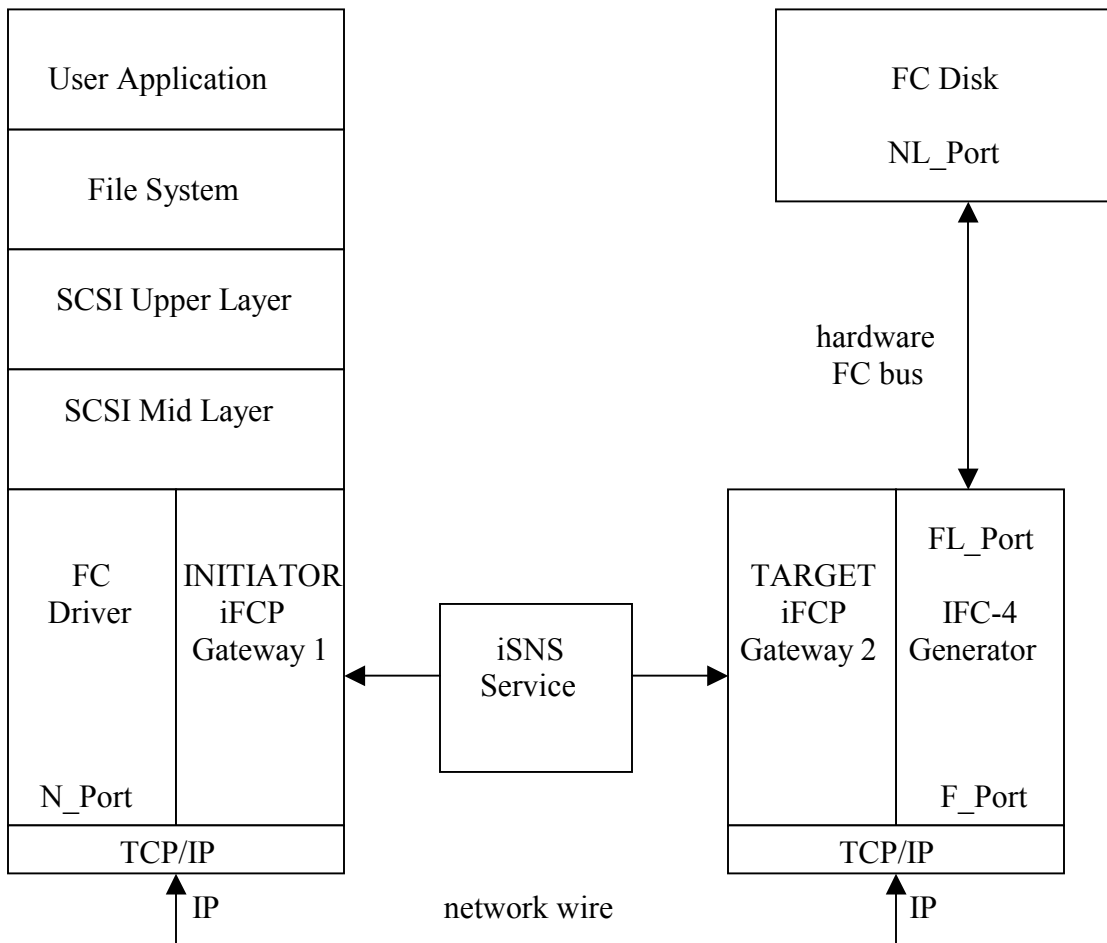 User Application
File System
SCSI Upper Layer
SCSI Mid Layer
FC
Driver
N_Port
INITIATOR
iFCP
Gateway 1
TCP/IP
IP
iSNS
Service
network wire
FC Disk
NL_Port
hardware
FC bus
TARGET
iFCP
Gateway 2
FL_Port
IFC-4
Generator
F_Port
TCP/IP
IP